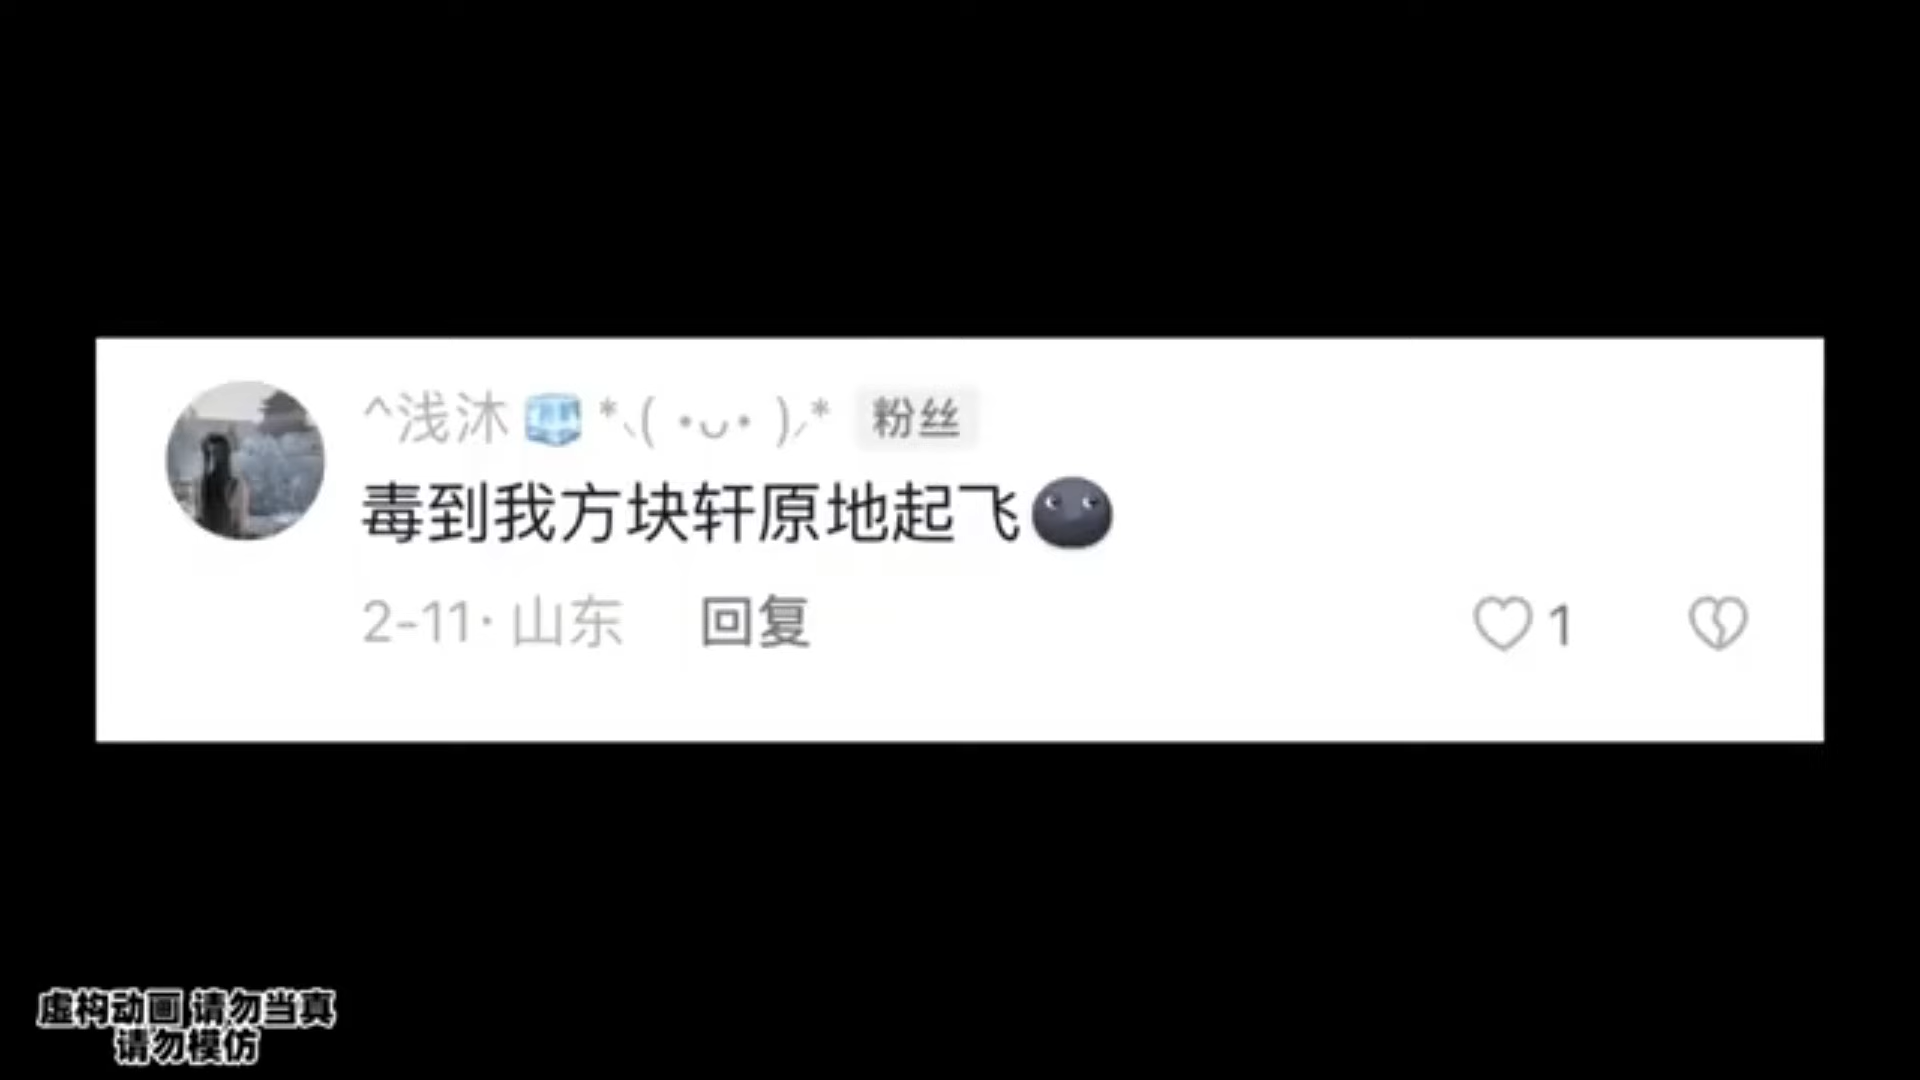 ^浅沐🧊*⸜( •ᴗ• )⸝* 粉丝
毒到我方块轩原地起飞🌚
2-11· 山东 回复 1
虚构动画 请勿当真
请勿模仿